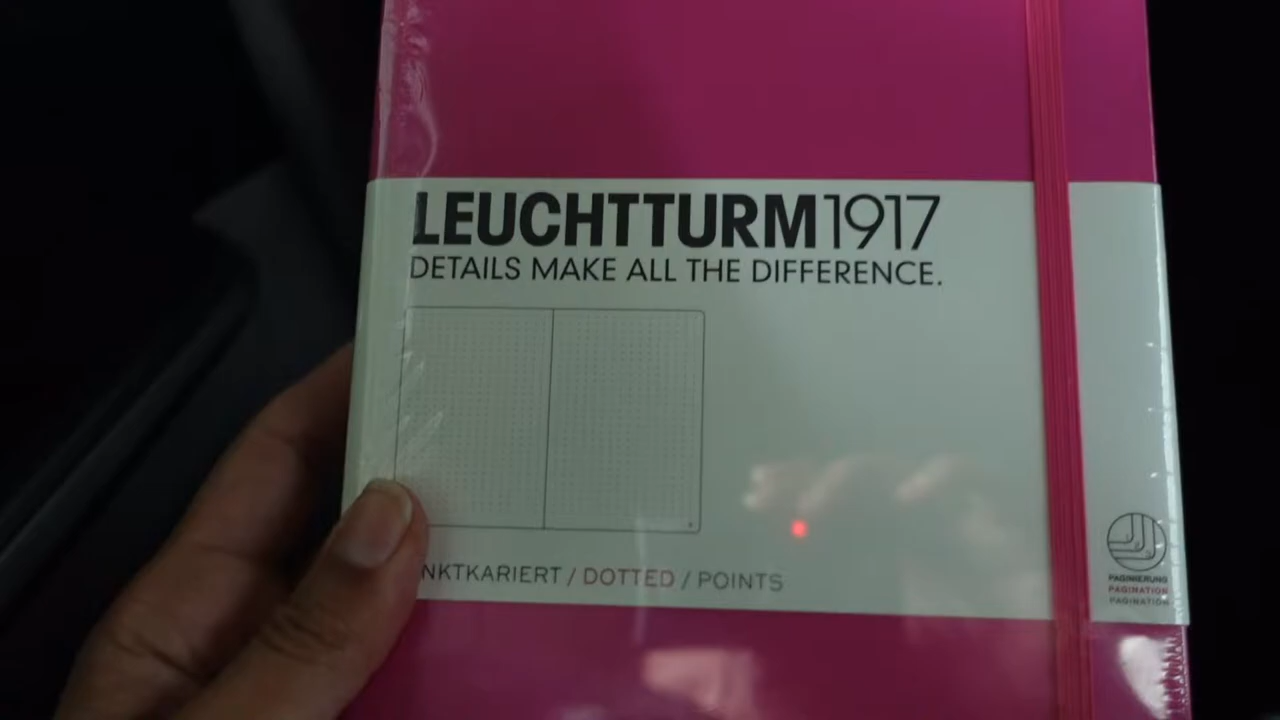 LEUCHTTURM1917
DETAILS MAKE ALL THE DIFFERENCE.
NKTKARIERT / DOTTED / POINTS
PAGINIERUNG
PAGINATION
PAGINATION